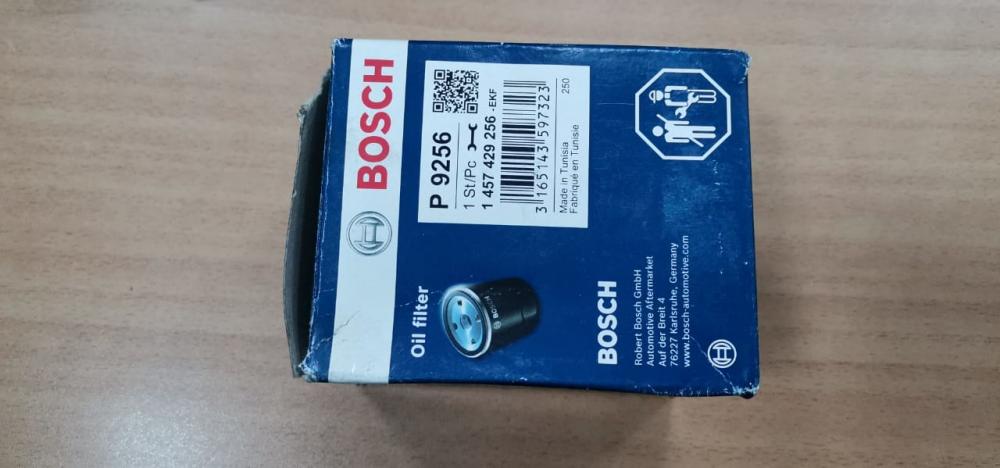 BOSCH
P 9256
1 St/Pc
1 457 429 256 -EKF
3 165143 597323
250
Made in Tunisia
Fabriqué en Tunisie
Oil filter
BOSCH
BOSCH
Robert Bosch GmbH
Automotive Aftermarket
Auf der Breit 4
76227 Karlsruhe, Germany
www.bosch-automotive.com